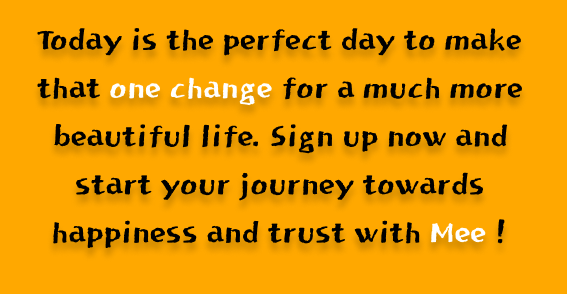 Today is the perfect day to make
that one change for a much more
beautiful life. Sign up now and
start your journey towards
happiness and trust with Mee !